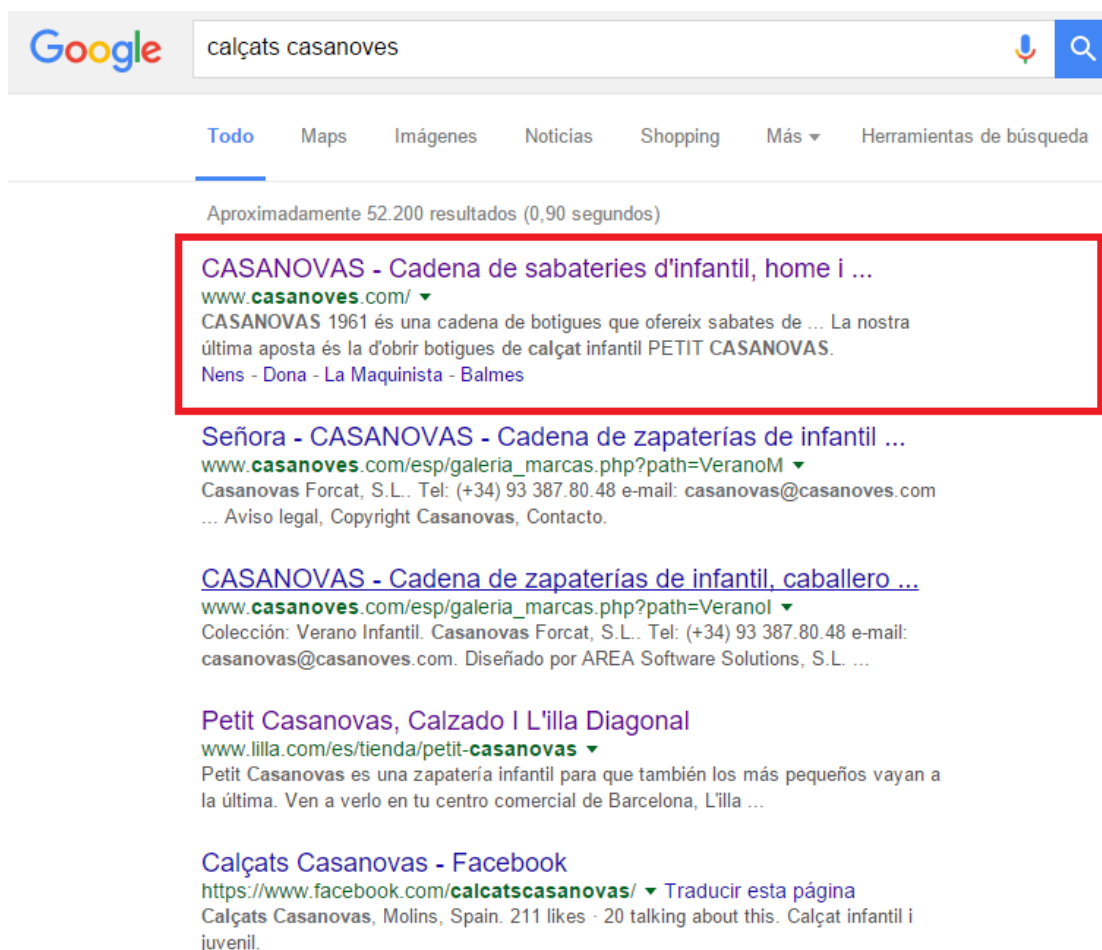 Google
calçats casanoves
Todo Maps Imágenes Noticias Shopping Más Herramientas de búsqueda
Aproximadamente 52.200 resultados (0,90 segundos)
CASANOVAS - Cadena de sabateries d'infantil, home i ...
www.casanoves.com/
CASANOVAS 1961 és una cadena de botigues que ofereix sabates de ... La nostra
última aposta és la d'obrir botigues de calçat infantil PETIT CASANOVAS.
Nens - Dona - La Maquinista - Balmes
Señora - CASANOVAS - Cadena de zapaterías de infantil ...
www.casanoves.com/esp/galeria_marcas.php?path=VeranoM
Casanovas Forcat, S.L.. Tel: (+34) 93 387.80.48 e-mail: casanovas@casanoves.com
... Aviso legal, Copyright Casanovas, Contacto.
CASANOVAS - Cadena de zapaterías de infantil, caballero ...
www.casanoves.com/esp/galeria_marcas.php?path=VeranoI
Colección: Verano Infantil. Casanovas Forcat, S.L.. Tel: (+34) 93 387.80.48 e-mail:
casanovas@casanoves.com. Diseñado por AREA Software Solutions, S.L. ...
Petit Casanovas, Calzado I L'illa Diagonal
www.lilla.com/es/tienda/petit-casanovas
Petit Casanovas es una zapatería infantil para que también los más pequeños vayan a
la última. Ven a verlo en tu centro comercial de Barcelona, L'illa ...
Calçats Casanovas - Facebook
https://www.facebook.com/calcatscasanovas/ Traducir esta página
Calçats Casanovas, Molins, Spain. 211 likes · 20 talking about this. Calçat infantil i
juvenil.